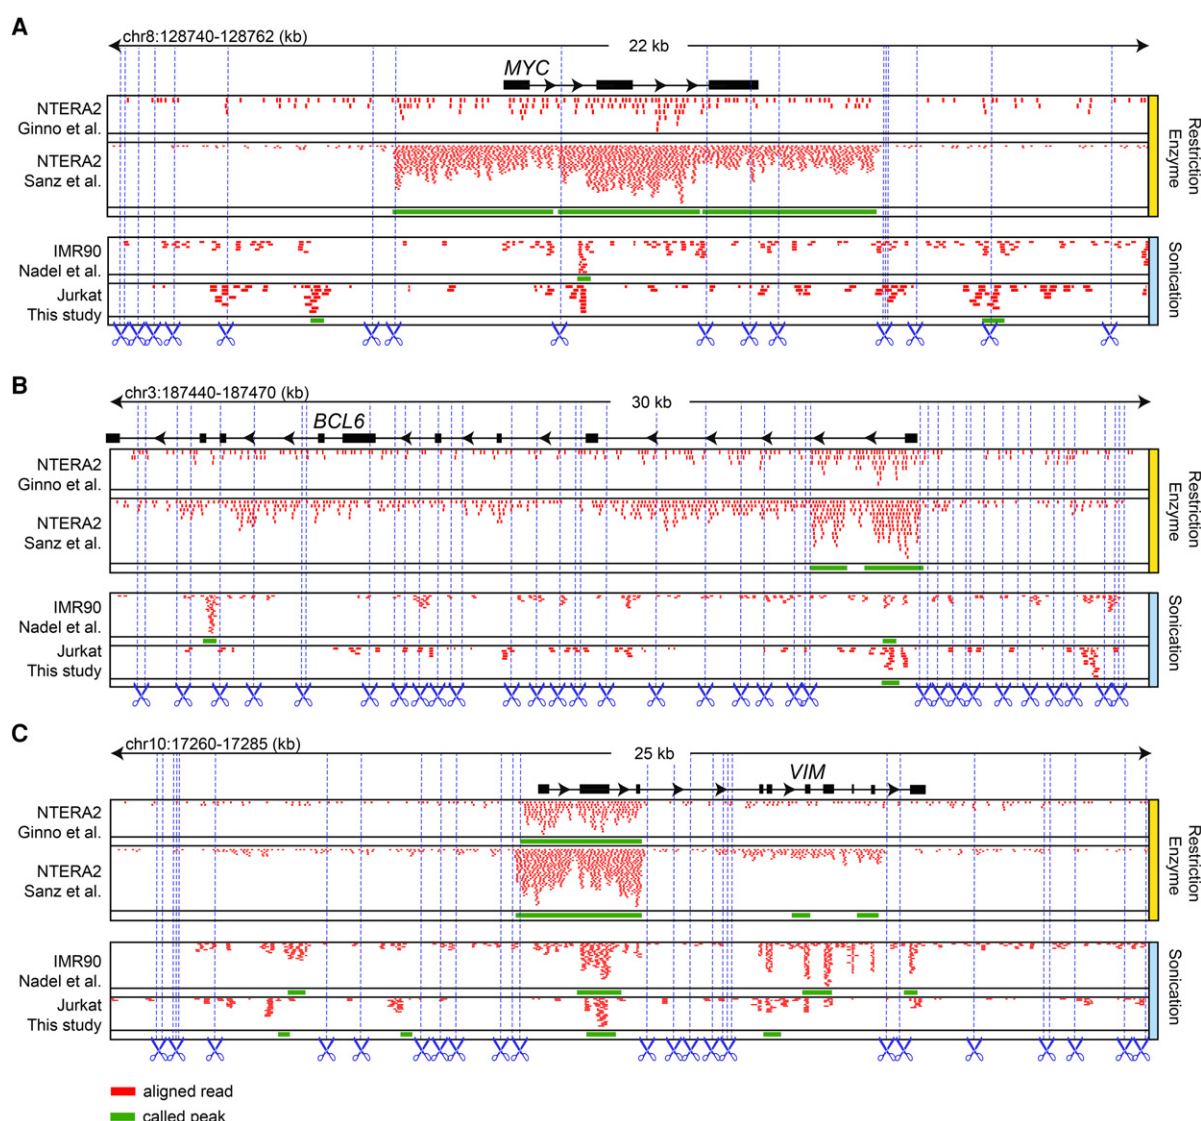 A
chr8:128740-128762 (kb)
22 kb
MYC
NTERA2
Ginno et al.
NTERA2
Sanz et al.
Restriction
Enzyme
IMR90
Nadel et al.
Jurkat
This study
Sonication
B
chr3:187440-187470 (kb)
30 kb
BCL6
NTERA2
Ginno et al.
NTERA2
Sanz et al.
Restriction
Enzyme
IMR90
Nadel et al.
Jurkat
This study
Sonication
C
chr10:17260-17285 (kb)
25 kb
VIM
NTERA2
Ginno et al.
NTERA2
Sanz et al.
Restriction
Enzyme
IMR90
Nadel et al.
Jurkat
This study
Sonication
aligned read
called peak